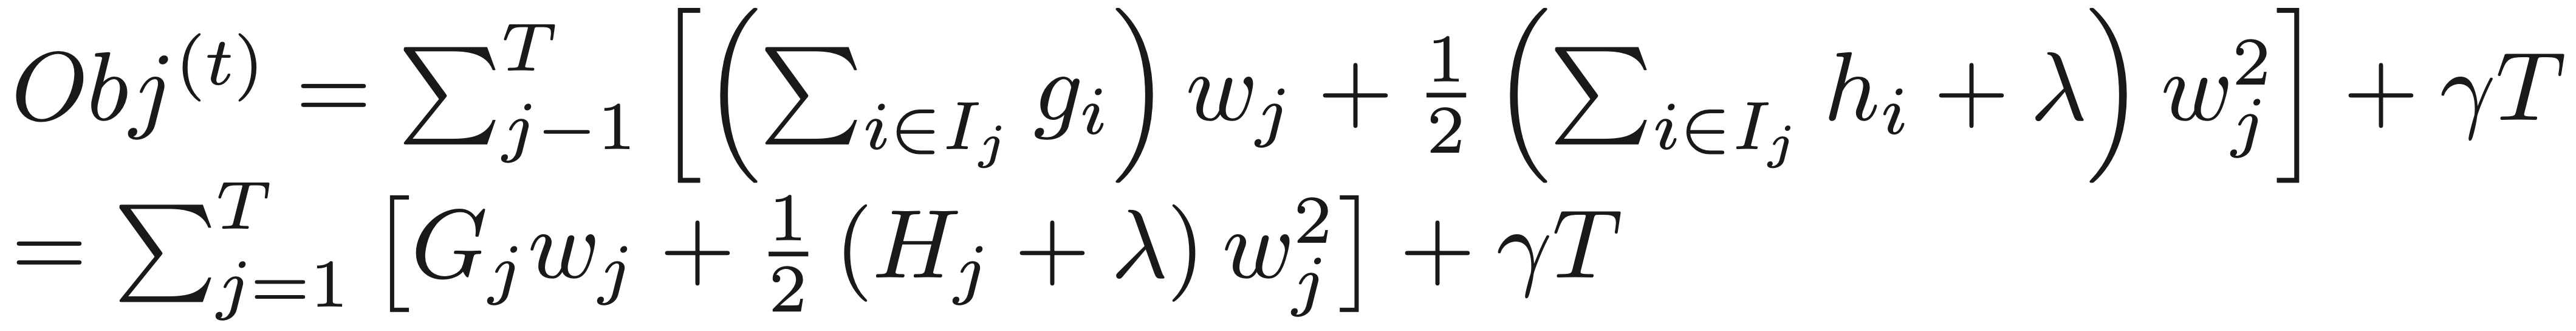 $Obj^{(t)} = \sum_{j-1}^{T} \left[ \left( \sum_{i \in I_j} g_i \right) w_j + \frac{1}{2} \left( \sum_{i \in I_j} h_i + \lambda \right) w_j^2 \right] + \gamma T$
$= \sum_{j=1}^{T} \left[ G_j w_j + \frac{1}{2} \left( H_j + \lambda \right) w_j^2 \right] + \gamma T$